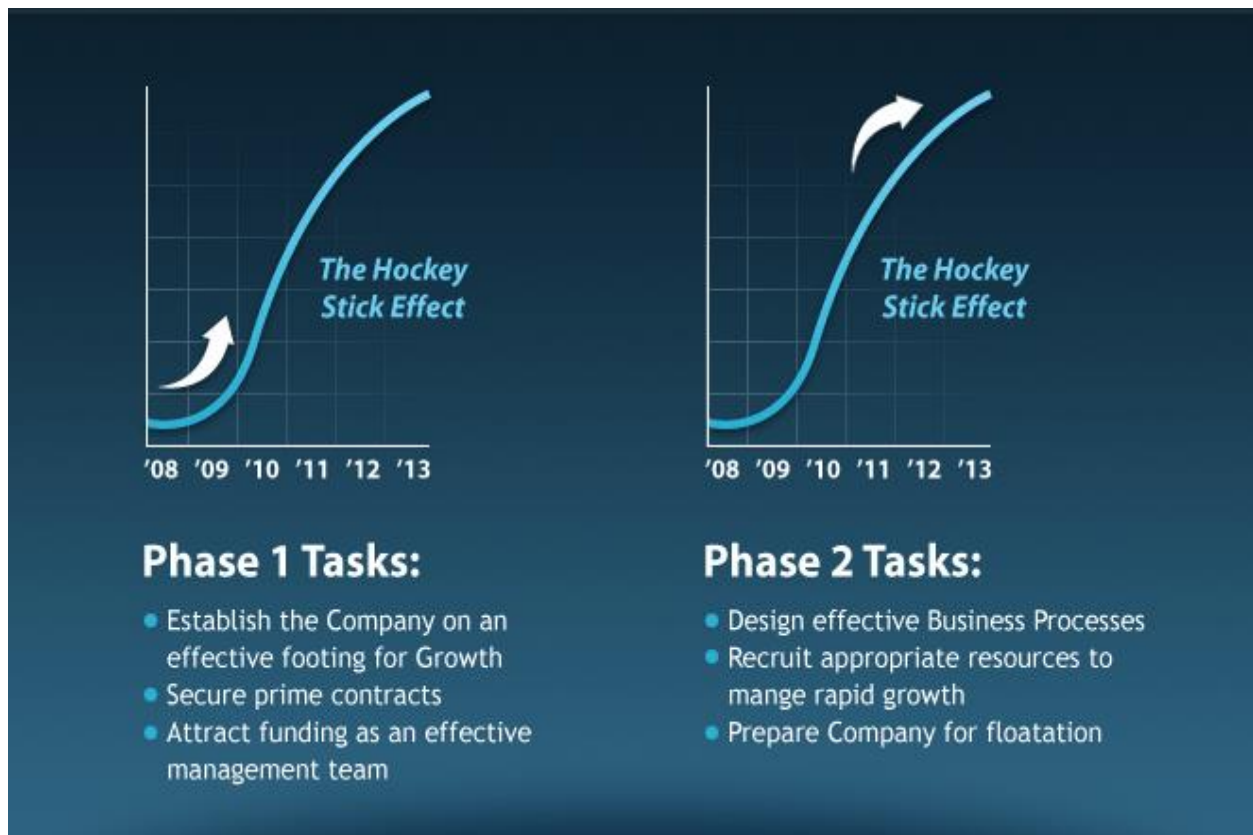 The Hockey
Stick Effect
’08 ’09 ’10 ’11 ’12 ’13
Phase 1 Tasks:
• Establish the Company on an
effective footing for Growth
• Secure prime contracts
• Attract funding as an effective
management team
The Hockey
Stick Effect
’08 ’09 ’10 ’11 ’12 ’13
Phase 2 Tasks:
• Design effective Business Processes
• Recruit appropriate resources to
mange rapid growth
• Prepare Company for floatation